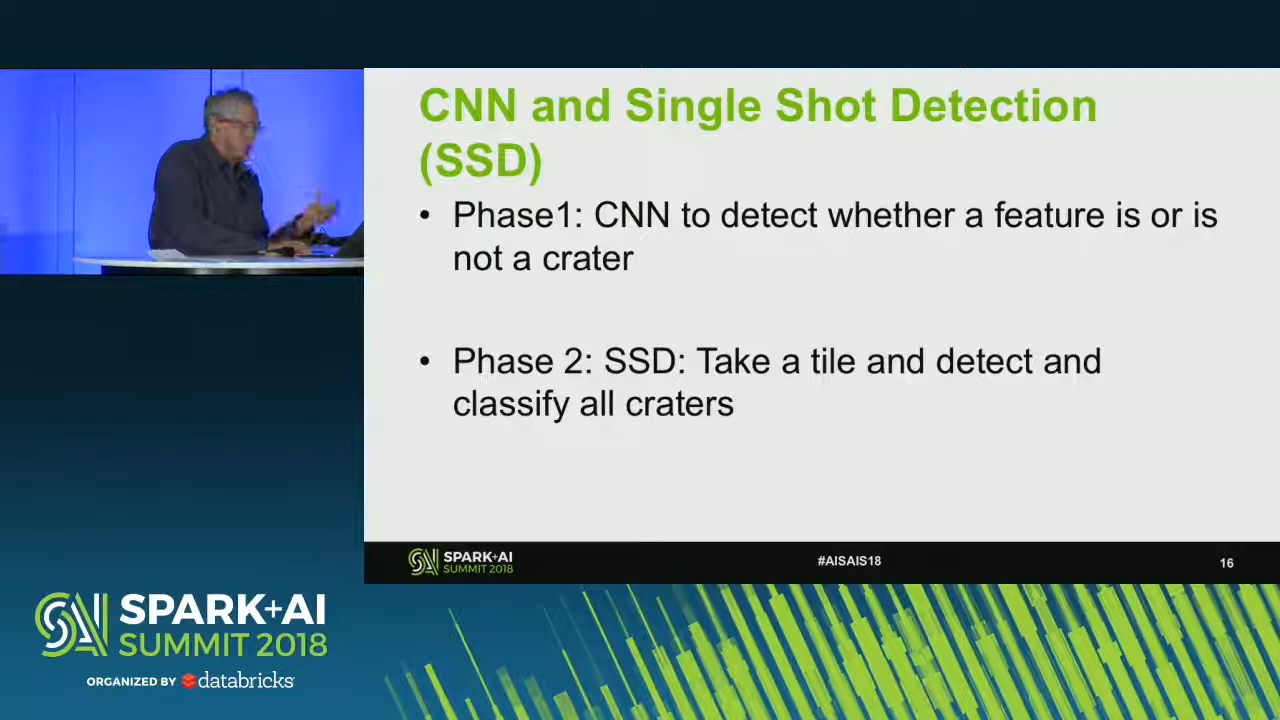 CNN and Single Shot Detection
(SSD)
• Phase1: CNN to detect whether a feature is or is
not a crater
• Phase 2: SSD: Take a tile and detect and
classify all craters
SPARK+AI
SUMMIT 2018
#AISAIS18
16
SPARK+AI
SUMMIT 2018
ORGANIZED BY databricks